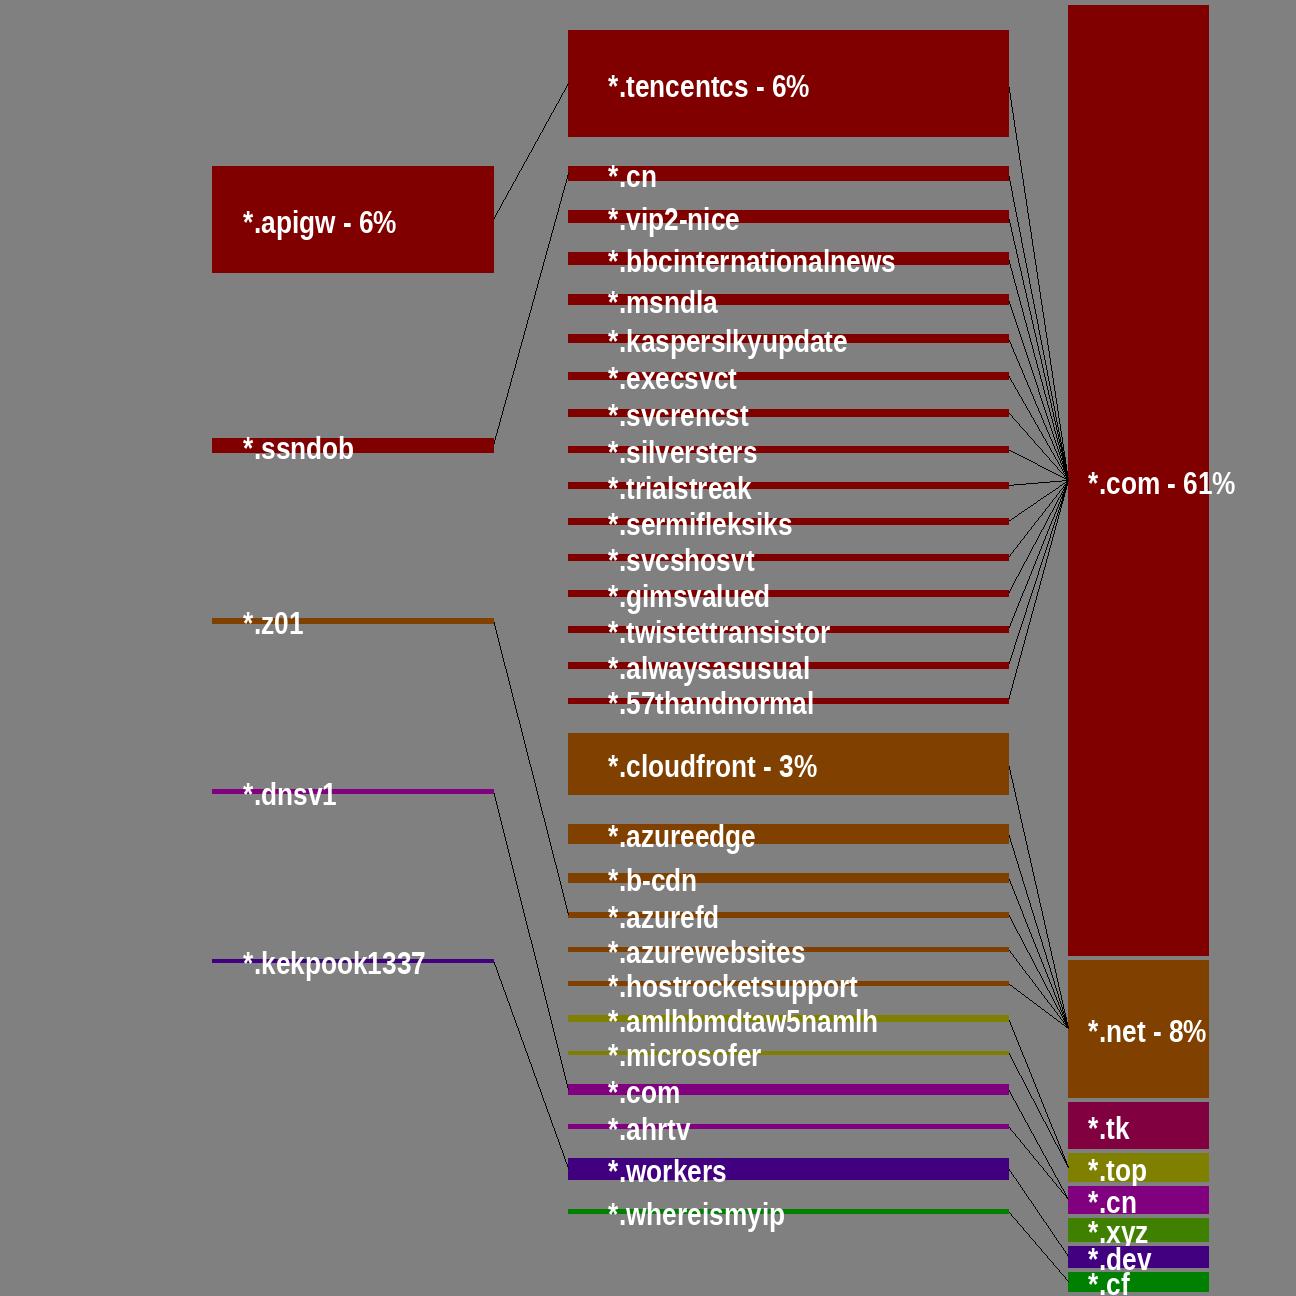 *.apigw - 6%
*.ssndob
*.z01
*.dnsv1
*.kekpook1337
*.tencentcs - 6%
*.cn
*.vip2-nice
*.bbcinternationalnews
*.msndla
*.kasperslkyupdate
*.execsvct
*.svcrencst
*.silversters
*.trialstreak
*.sermifleksiks
*.svcshosvt
*.gimsvalued
*.twistettransistor
*.alwaysasusual
*.57thandnormal
*.cloudfront - 3%
*.azureedge
*.b-cdn
*.azurefd
*.azurewebsites
*.hostrocketsupport
*.amlhbmdtaw5namlh
*.microsofer
*.com
*.ahrtv
*.workers
*.whereismyip
*.com - 61%
*.net - 8%
*.tk
*.top
*.cn
*.xyz
*.dev
*.cf